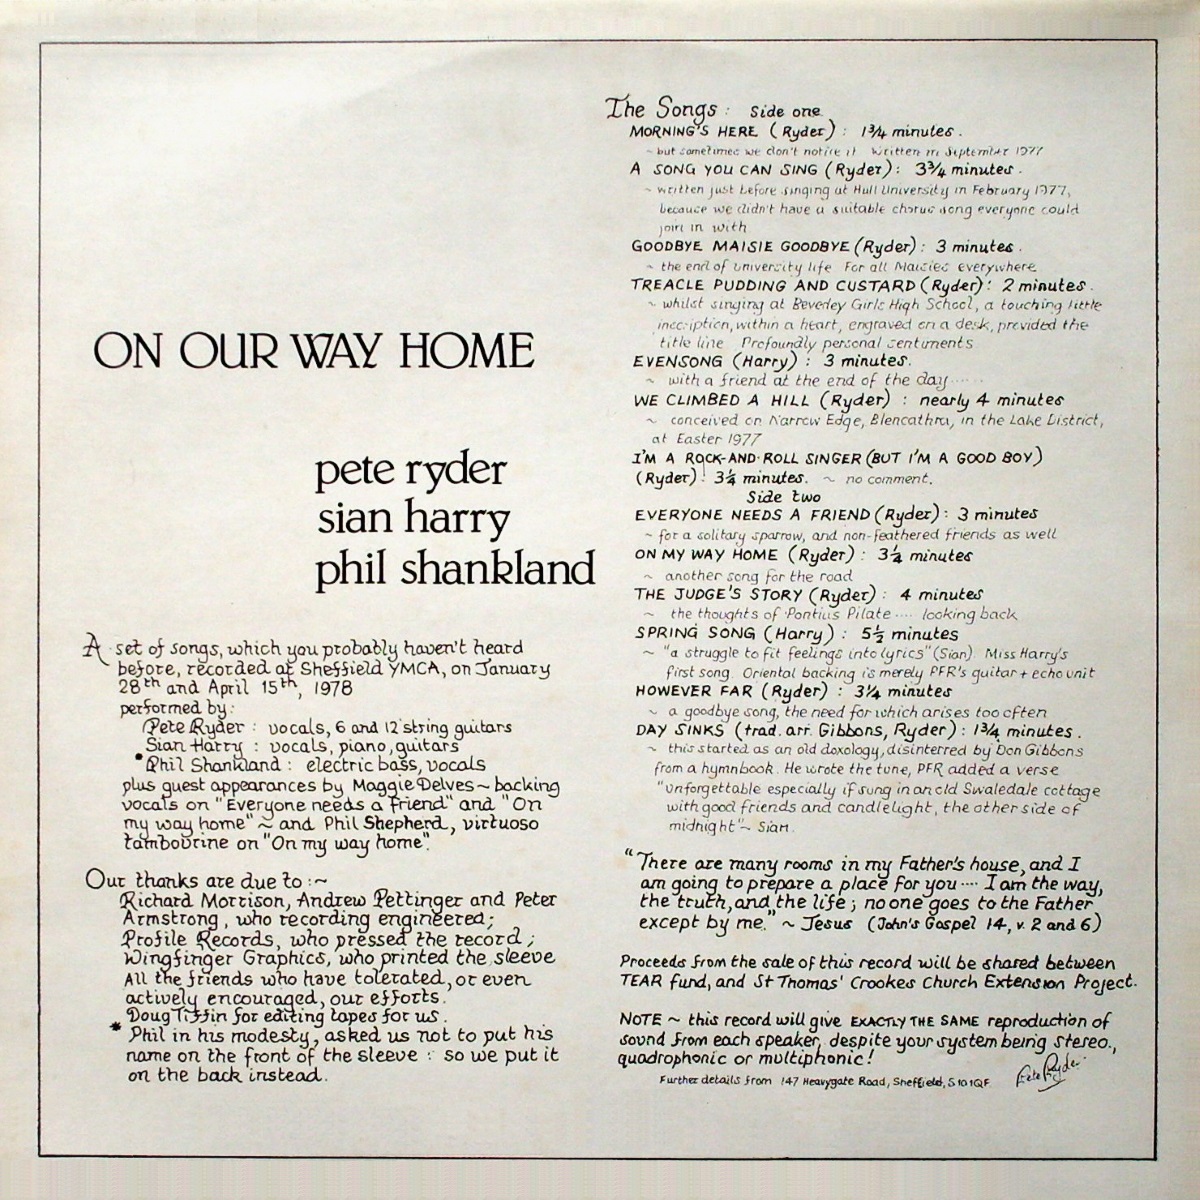 ON OUR WAY HOME
pete ryder
sian harry
phil shankland
A set of songs, which you probably haven't heard
before, recorded at Sheffield YMCA, on January
28th and April 15th, 1978
performed by:
Pete Ryder : vocals, 6 and 12 string guitars
Sian Harry : vocals, piano, guitars
*Phil Shankland : electric bass, vocals
plus guest appearances by Maggie Delves ~ backing
vocals on "Everyone needs a friend" and "On
my way home" ~ and Phil Shepherd, virtuoso
tambourine on "On my way home".
Our thanks are due to :~
Richard Morrison, Andrew Pettinger and Peter
Armstrong, who recording engineered;
Profile Records, who pressed the record;
Wingfinger Graphics, who printed the sleeve
All the friends who have tolerated, or even
actively encouraged, our efforts.
Doug Tiffin for editing tapes for us.
* Phil in his modesty, asked us not to put his
name on the front of the sleeve : so we put it
on the back instead.
The Songs : Side one
MORNING'S HERE (Ryder) : 1¾ minutes.
~ but sometimes we don't notice it. Written in September 1977
A SONG YOU CAN SING (Ryder) : 3¾ minutes.
~ written just before singing at Hull University in February 1977,
because we didn't have a suitable chorus song everyone could
join in with
GOODBYE MAISIE GOODBYE (Ryder) : 3 minutes.
~ the end of university life. For all Maisies everywhere
TREACLE PUDDING AND CUSTARD (Ryder) : 2 minutes.
~ whilst singing at Beverley Girls High School, a touching little
inscription, within a heart, engraved on a desk, provided the
title line. Profoundly personal sentiments
EVENSONG (Harry) : 3 minutes.
~ with a friend at the end of the day.....
WE CLIMBED A HILL (Ryder) : nearly 4 minutes
~ conceived on Narrow Edge, Blencathra, in the Lake District,
at Easter 1977
I'M A ROCK-AND-ROLL SINGER (BUT I'M A GOOD BOY)
(Ryder) : 3¼ minutes. ~ no comment.
Side two
EVERYONE NEEDS A FRIEND (Ryder) : 3 minutes
~ for a solitary sparrow, and non-feathered friends as well
ON MY WAY HOME (Ryder) : 3¼ minutes
~ another song for the road
THE JUDGE'S STORY (Ryder) : 4 minutes
~ the thoughts of Pontius Pilate .... looking back
SPRING SONG (Harry) : 5½ minutes
~ "a struggle to fit feelings into lyrics" (Sian). Miss Harry's
first song. Oriental backing is merely PFR's guitar + echo unit
HOWEVER FAR (Ryder) : 3¼ minutes
~ a goodbye song, the need for which arises too often
DAY SINKS (trad. arr. Gibbons, Ryder) : 1¾ minutes.
~ this started as an old doxology, disinterred by Don Gibbons
from a hymnbook. He wrote the tune, PFR added a verse
"unforgettable especially if sung in an old Swaledale cottage
with good friends and candlelight, the other side of
midnight" ~ Sian.
"There are many rooms in my Father's house, and I
am going to prepare a place for you .... I am the way,
the truth, and the life; no one goes to the Father
except by me." ~ Jesus (John's Gospel 14, v. 2 and 6)
Proceeds from the sale of this record will be shared between
TEAR fund, and St Thomas' Crookes Church Extension Project.
NOTE ~ this record will give EXACTLY THE SAME reproduction of
sound from each speaker, despite your system being stereo.,
quadrophonic or multiphonic!
Further details from 147 Heavygate Road, Sheffield, S10 1QF.
Pete Ryder